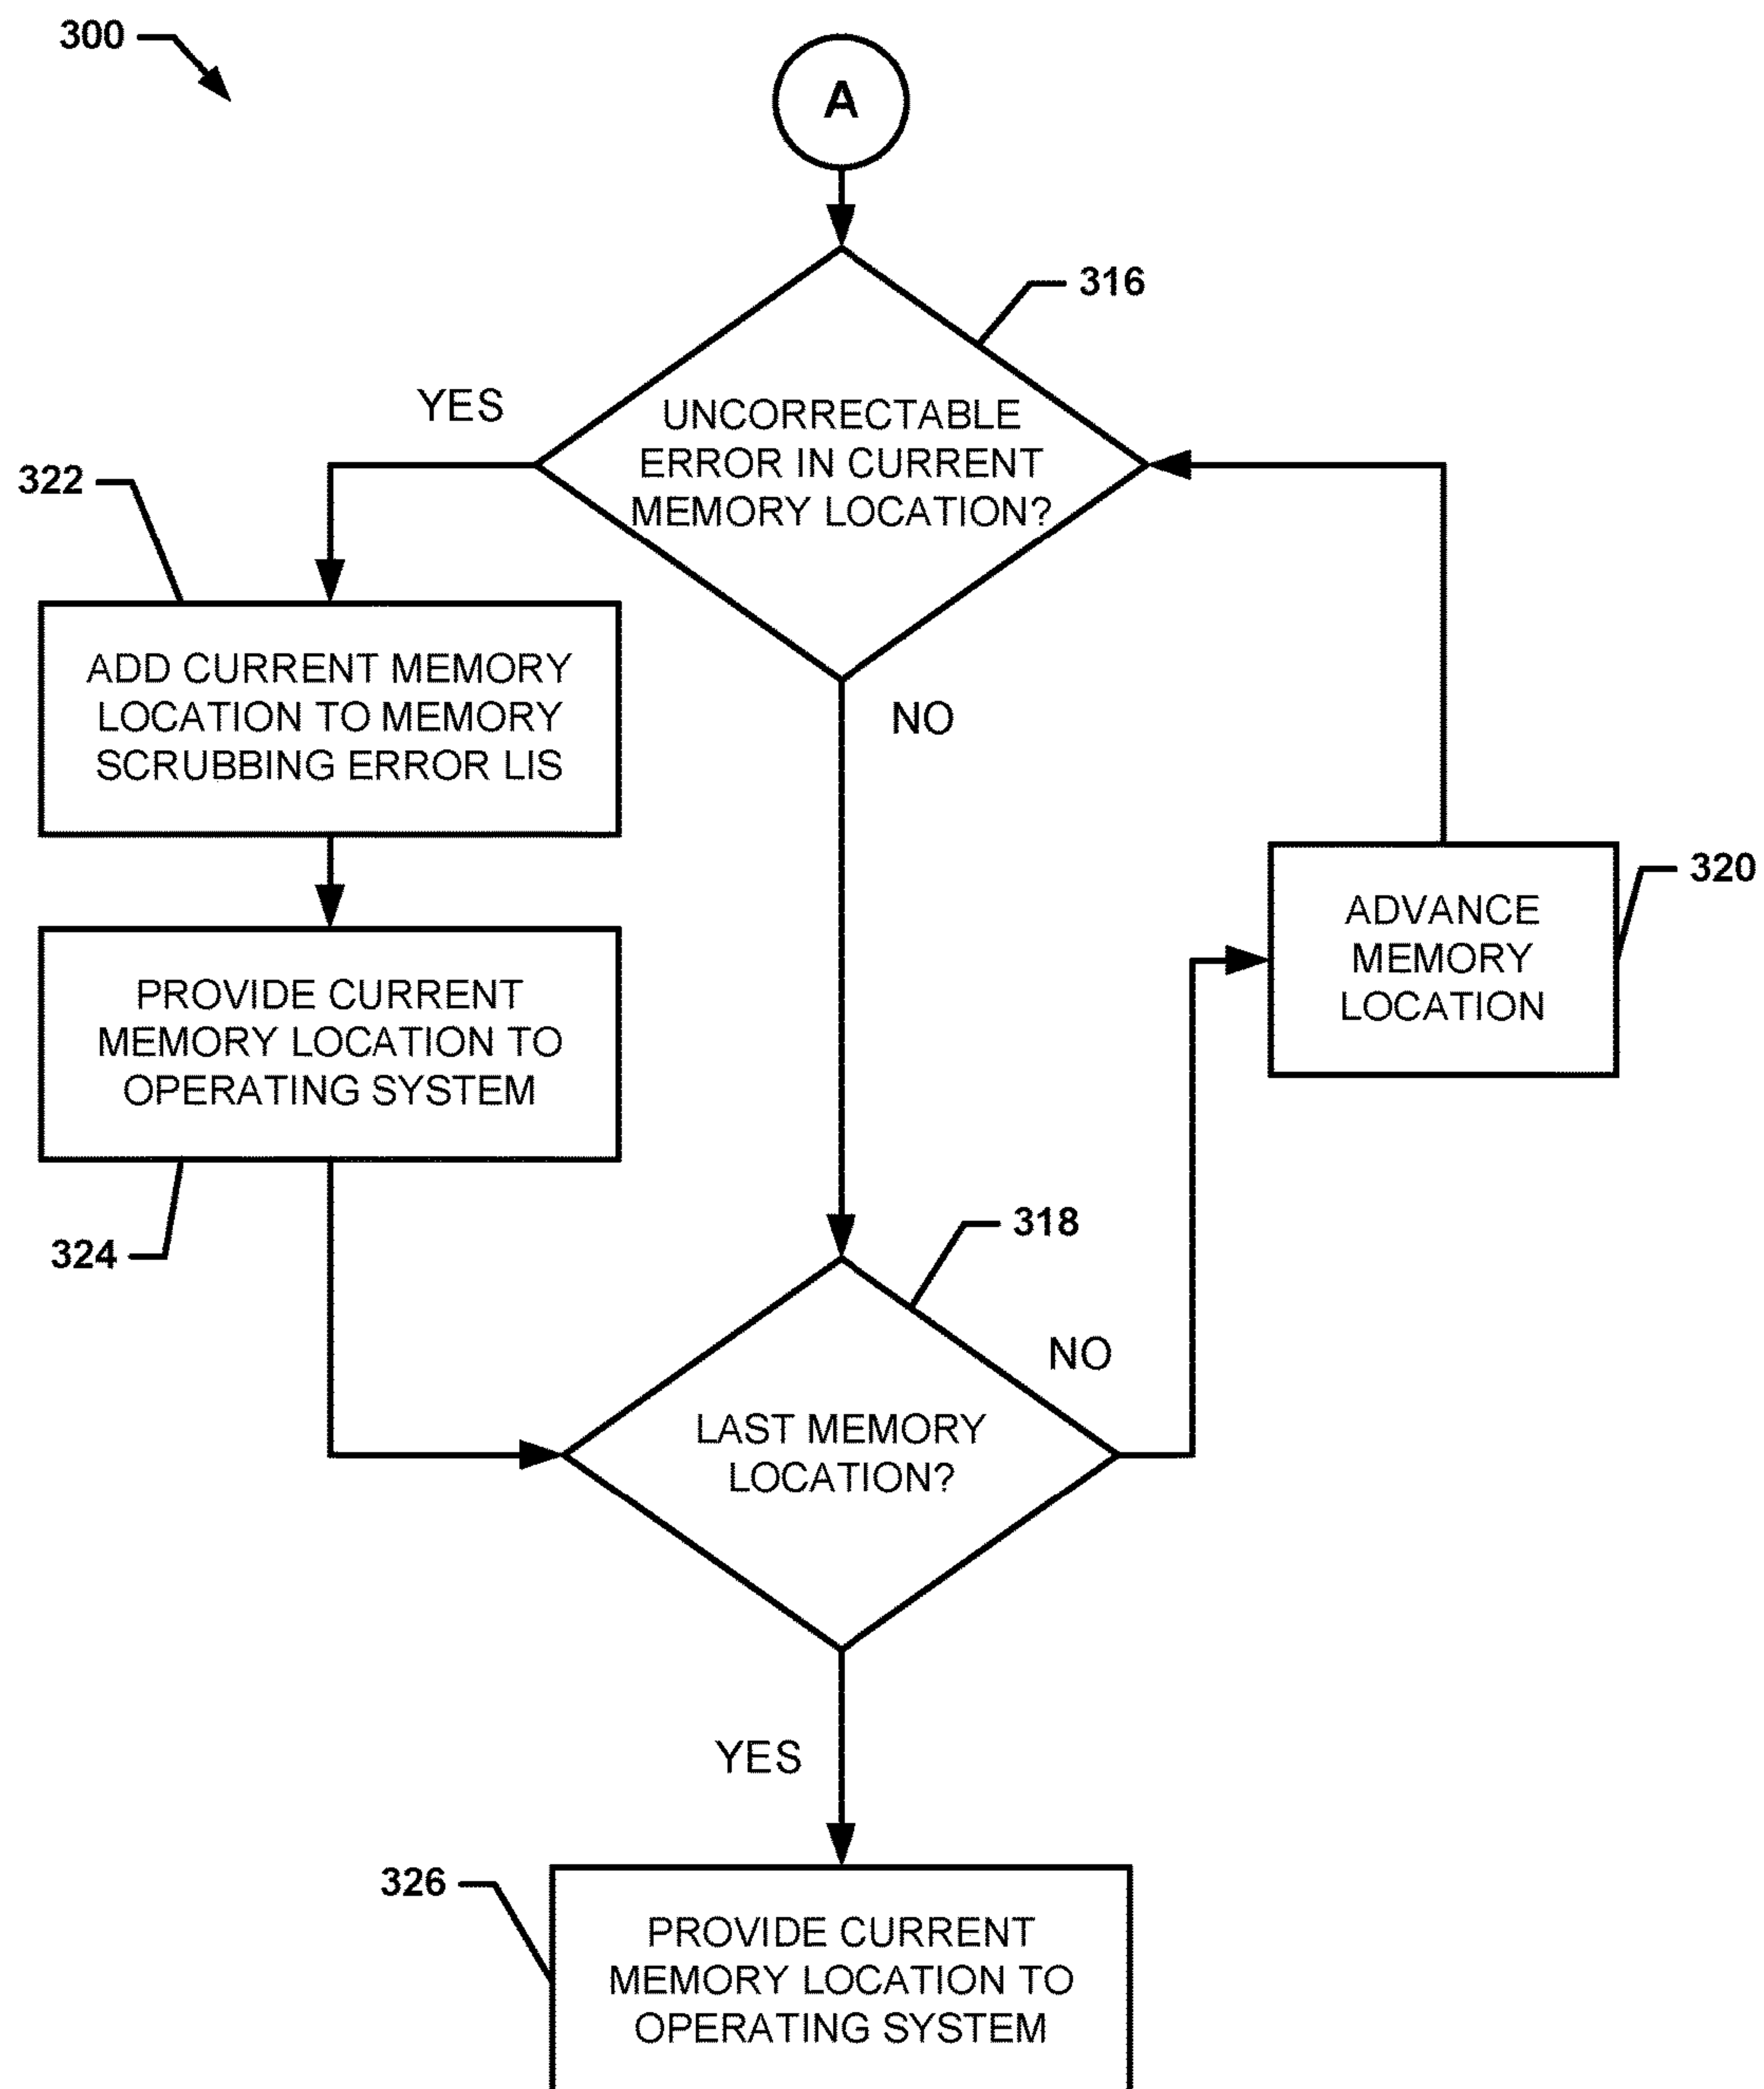 300
A
316
YES
UNCORRECTABLE
ERROR IN CURRENT
MEMORY LOCATION?
322
ADD CURRENT MEMORY
LOCATION TO MEMORY
SCRUBBING ERROR LIS
NO
320
ADVANCE
MEMORY
LOCATION
PROVIDE CURRENT
MEMORY LOCATION TO
OPERATING SYSTEM
324
318
NO
LAST MEMORY
LOCATION?
YES
326
PROVIDE CURRENT
MEMORY LOCATION TO
OPERATING SYSTEM